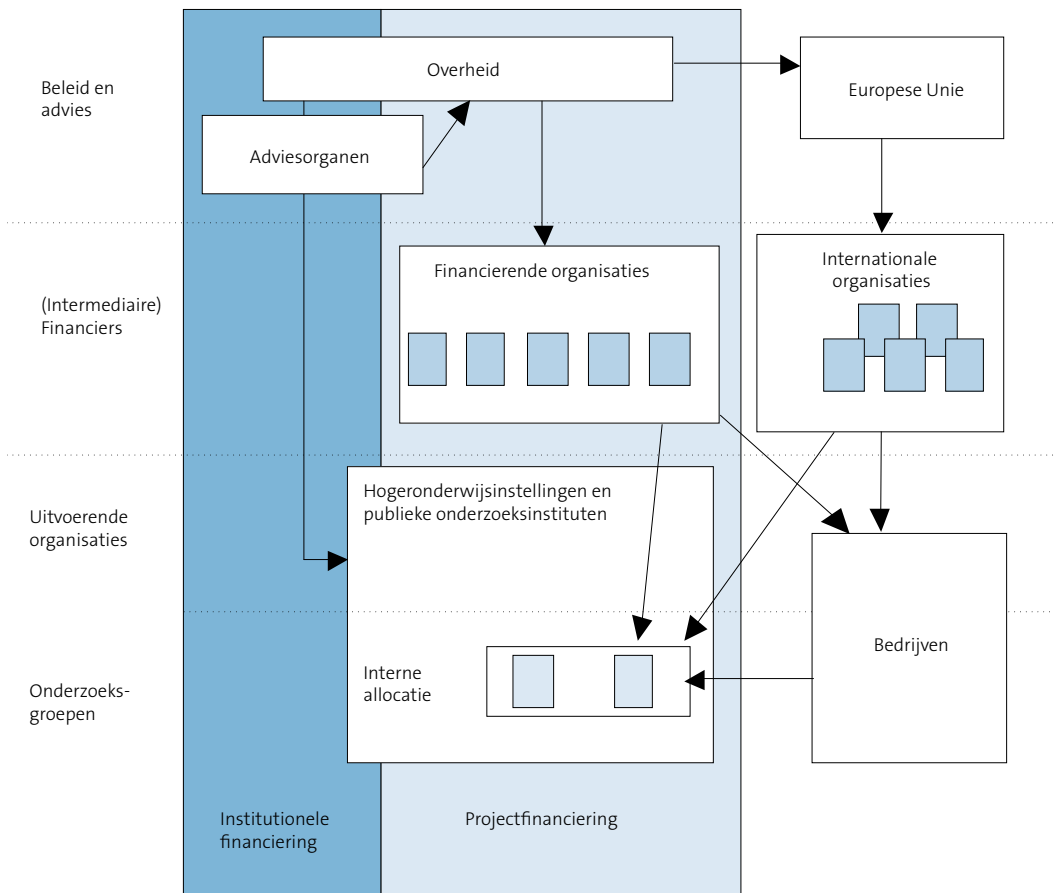 Beleid en
advies
Overheid
Europese Unie
Adviesorganen
(Intermediaire)
Financiers
Financierende organisaties
Internationale
organisaties
Uitvoerende
organisaties
Hogeronderwijsinstellingen en
publieke onderzoeksinstituten
Onderzoeks-
groepen
Interne
allocatie
Bedrijven
Institutionele
financiering
Projectfinanciering